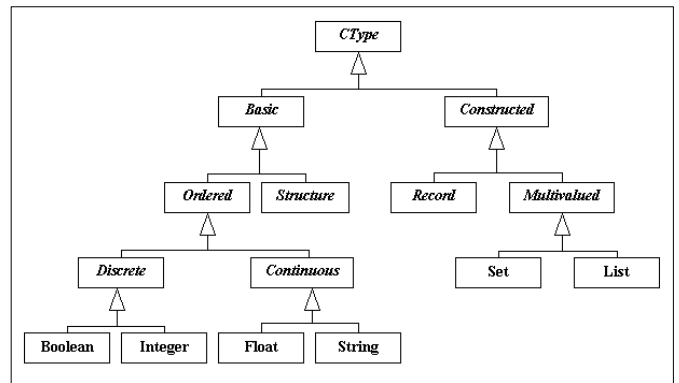 CType
Basic
Constructed
Ordered
Structure
Record
Multivalued
Discrete
Continuous
Set
List
Boolean
Integer
Float
String